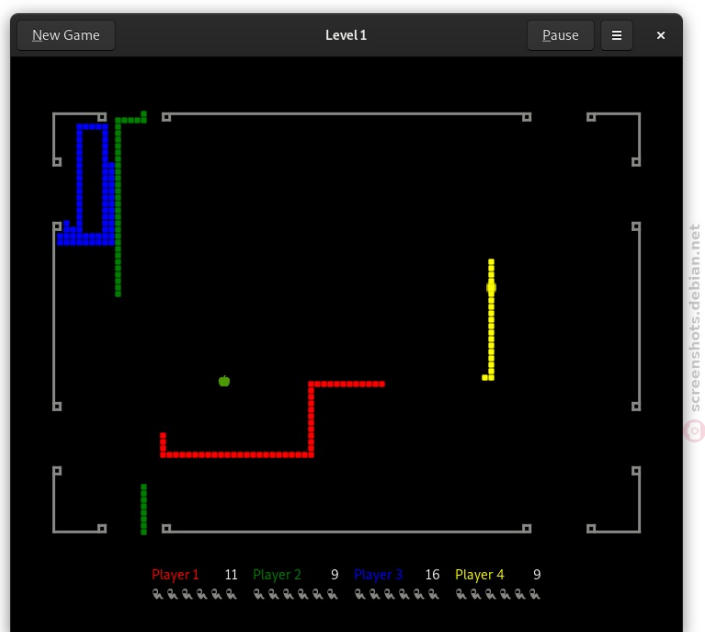 New Game
Level 1
Pause
Player 1 11 Player 2 9 Player 3 16 Player 4 9
screenshots.debian.net